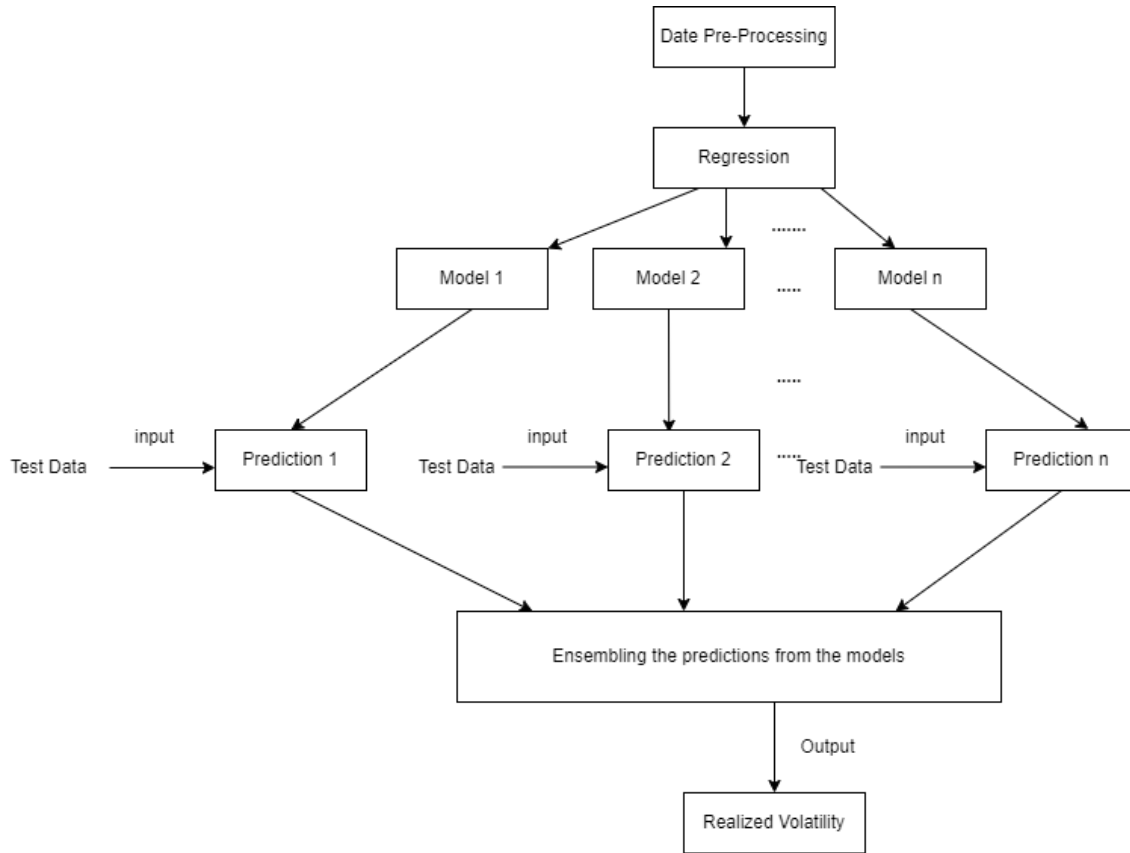 Date Pre-Processing
Regression
.......
Model 1
Model 2
.....
Model n
.....
input
input
input
Test Data
Prediction 1
Test Data
Prediction 2
.....
Test Data
Prediction n
Ensembling the predictions from the models
Output
Realized Volatility